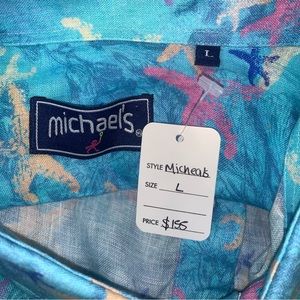 L
michael's®
STYLE Micheals
SIZE L
PRICE $155